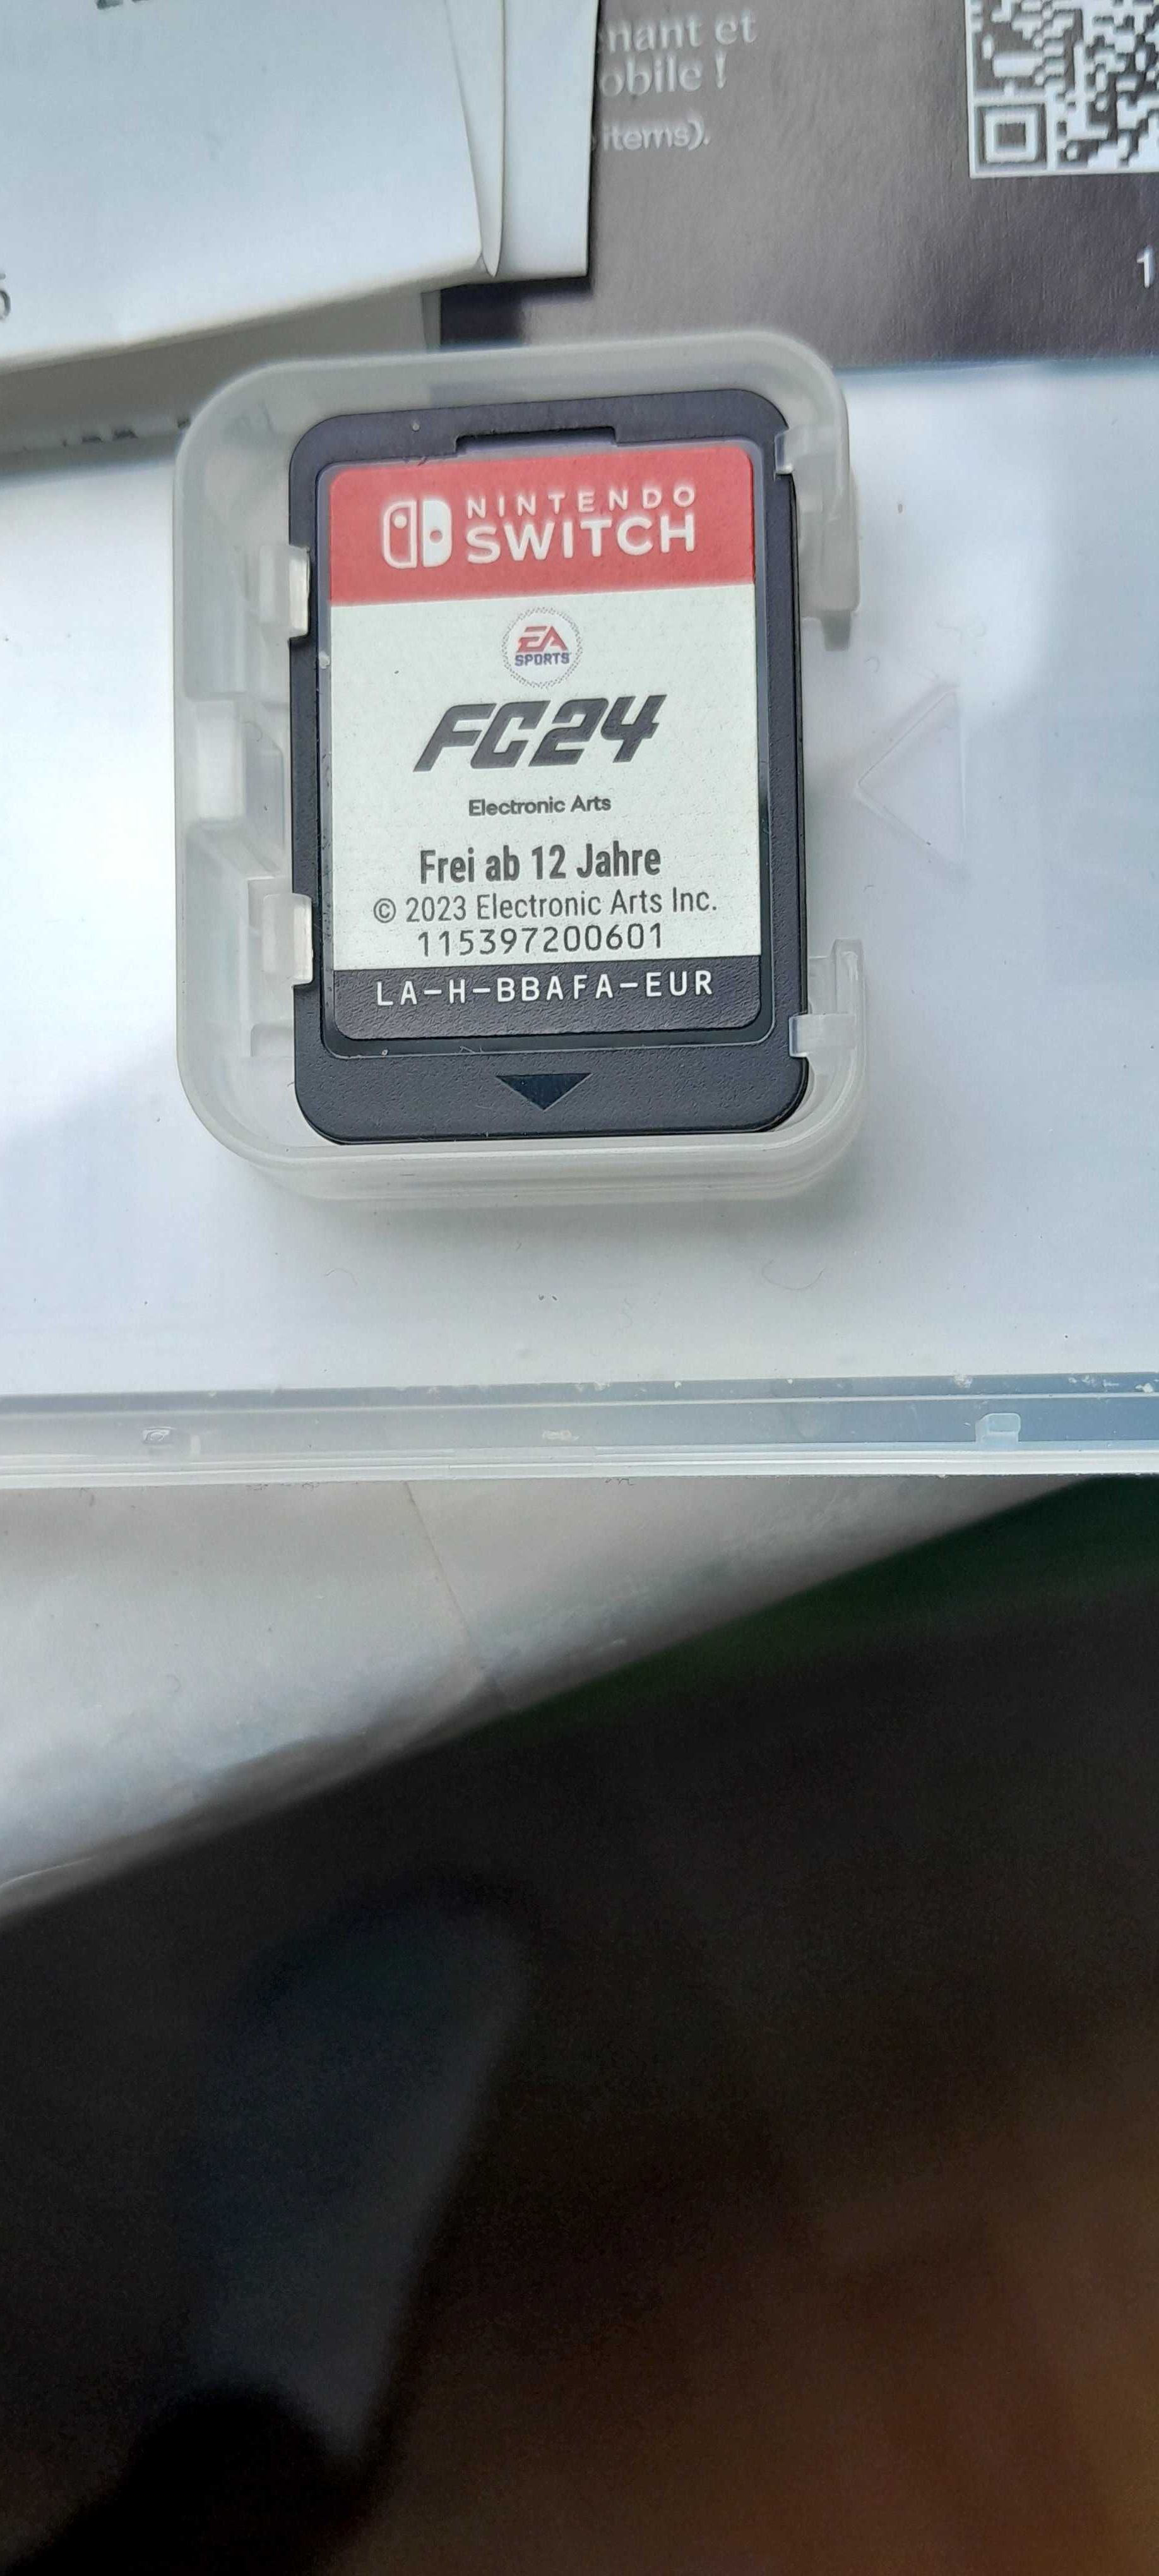 nant et
obile !
items).
1
NINTENDO
SWITCH
EA
SPORTS
FC24
Electronic Arts
Frei ab 12 Jahre
© 2023 Electronic Arts Inc.
115397200601
LA-H-BBAFA-EUR